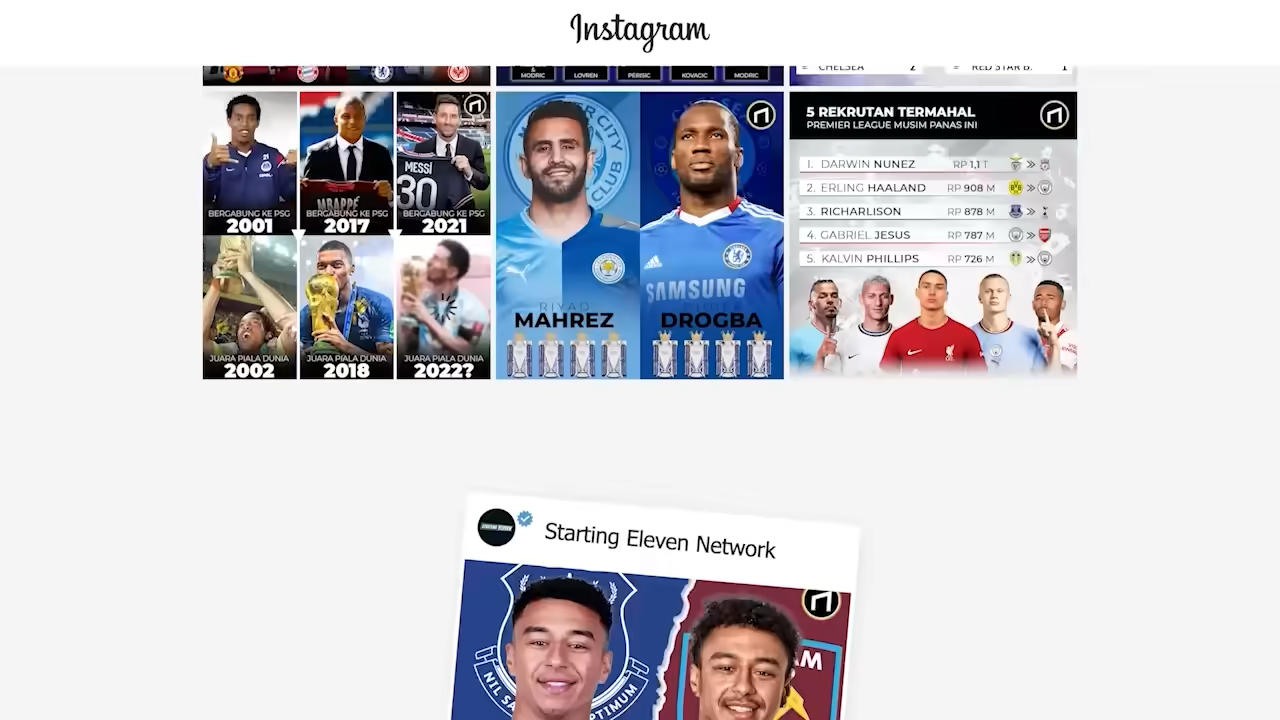 Instagram
&
MODRIC
LOVREN
PERISIC
KOVACIC
MODRIC
CHELSEA 2
RED STAR B. 1
MESSI
30
MBAPPÉ
BERGABUNG KE PSG
2001
BERGABUNG KE PSG
2017
BERGABUNG KE PSG
2021
JUARA PIALA DUNIA
2002
JUARA PIALA DUNIA
2018
JUARA PIALA DUNIA
2022?
SAMSUNG
RIYAD
MAHREZ
DROGBA
5 REKRUTAN TERMAHAL
PREMIER LEAGUE MUSIM PANAS INI
1. DARWIN NUNEZ RP 1,1 T
2. ERLING HAALAND RP 908 M
3. RICHARLISON RP 878 M
4. GABRIEL JESUS RP 787 M
5. KALVIN PHILLIPS RP 726 M
Starting Eleven Network